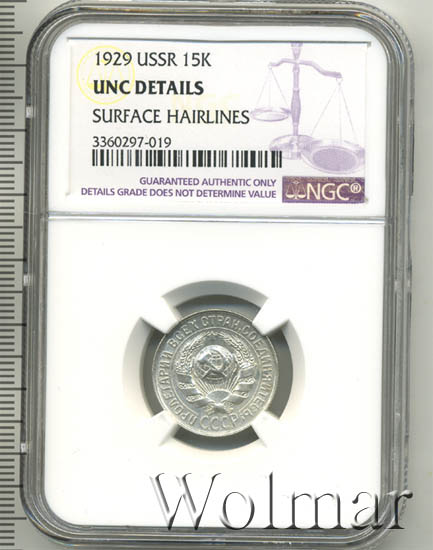 1929 USSR 15K
UNC DETAILS
SURFACE HAIRLINES
3360297-019
GUARANTEED AUTHENTIC ONLY
DETAILS GRADE DOES NOT DETERMINE VALUE
NGC®
ПРОЛЕТАРИИ ВСЕХ СТРАН, СОЕДИНЯЙТЕСЬ!
СССР
Wolmar